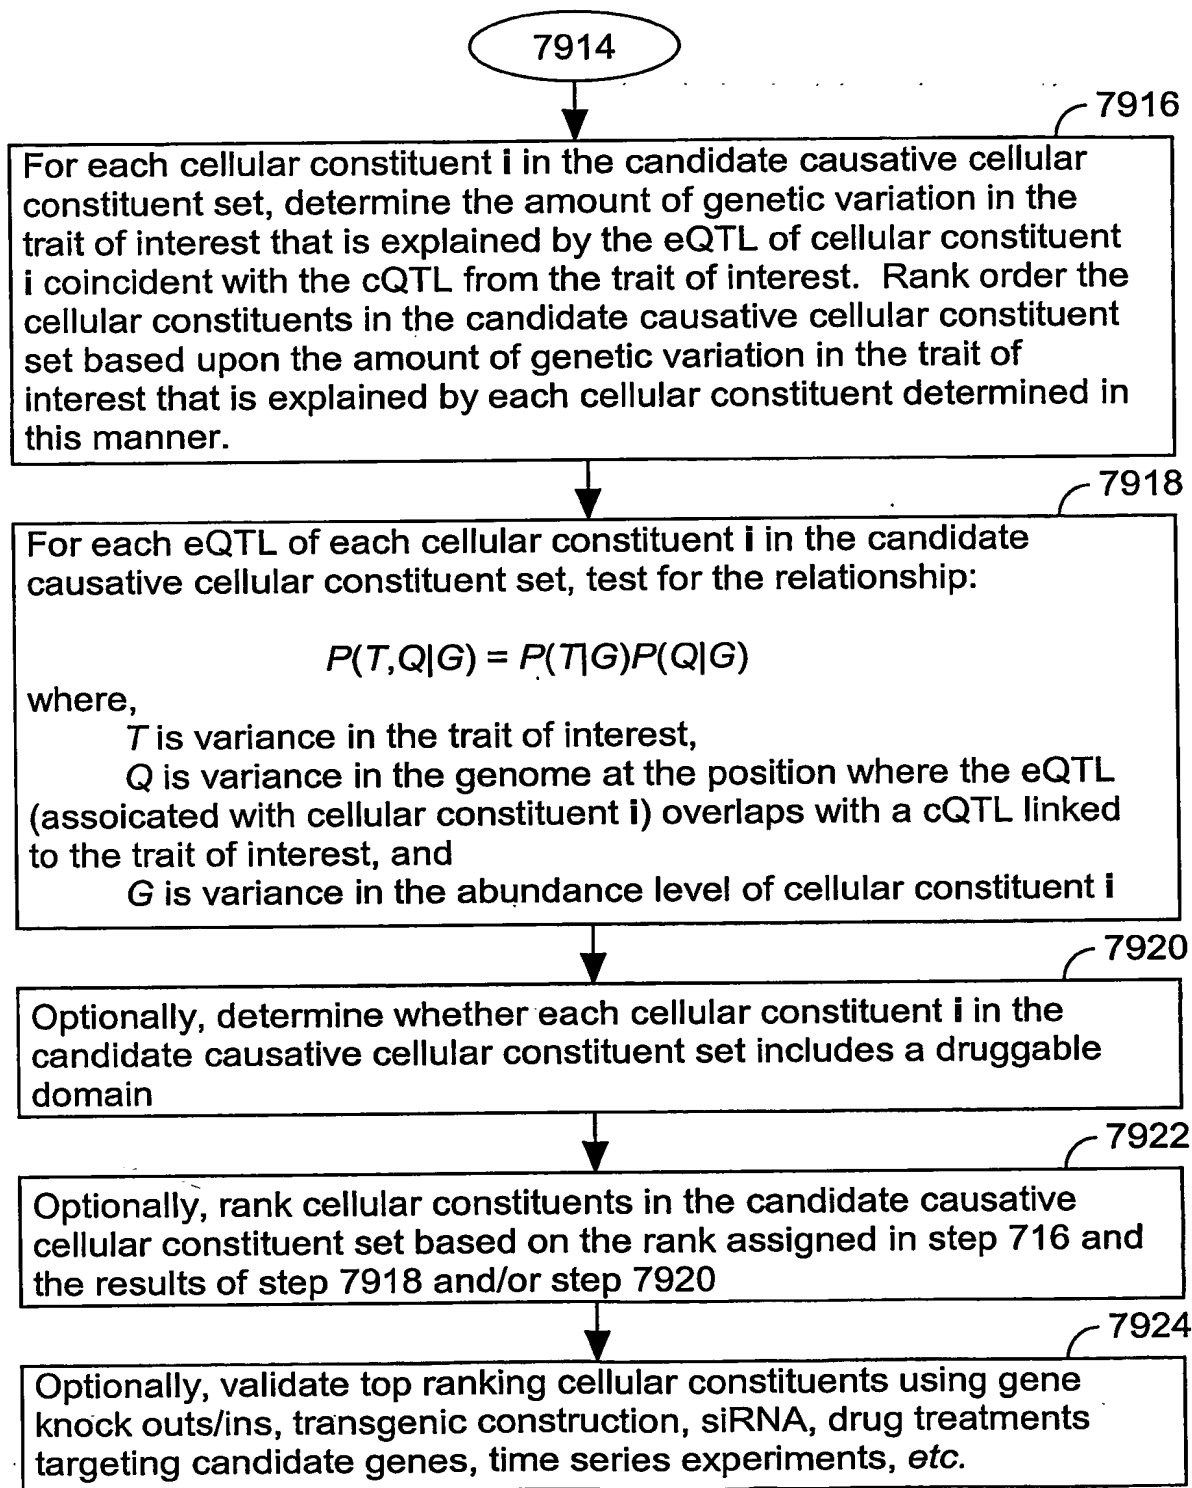 7914
7916
For each cellular constituent i in the candidate causative cellular
constituent set, determine the amount of genetic variation in the
trait of interest that is explained by the eQTL of cellular constituent
i coincident with the cQTL from the trait of interest.  Rank order the
cellular constituents in the candidate causative cellular constituent
set based upon the amount of genetic variation in the trait of
interest that is explained by each cellular constituent determined in
this manner.
7918
For each eQTL of each cellular constituent i in the candidate
causative cellular constituent set, test for the relationship:
P(T,Q|G) = P(T|G)P(Q|G)
where,
T is variance in the trait of interest,
Q is variance in the genome at the position where the eQTL
(assoicated with cellular constituent i) overlaps with a cQTL linked
to the trait of interest, and
G is variance in the abundance level of cellular constituent i
7920
Optionally, determine whether each cellular constituent i in the
candidate causative cellular constituent set includes a druggable
domain
7922
Optionally, rank cellular constituents in the candidate causative
cellular constituent set based on the rank assigned in step 716 and
the results of step 7918 and/or step 7920
7924
Optionally, validate top ranking cellular constituents using gene
knock outs/ins, transgenic construction, siRNA, drug treatments
targeting candidate genes, time series experiments, etc.